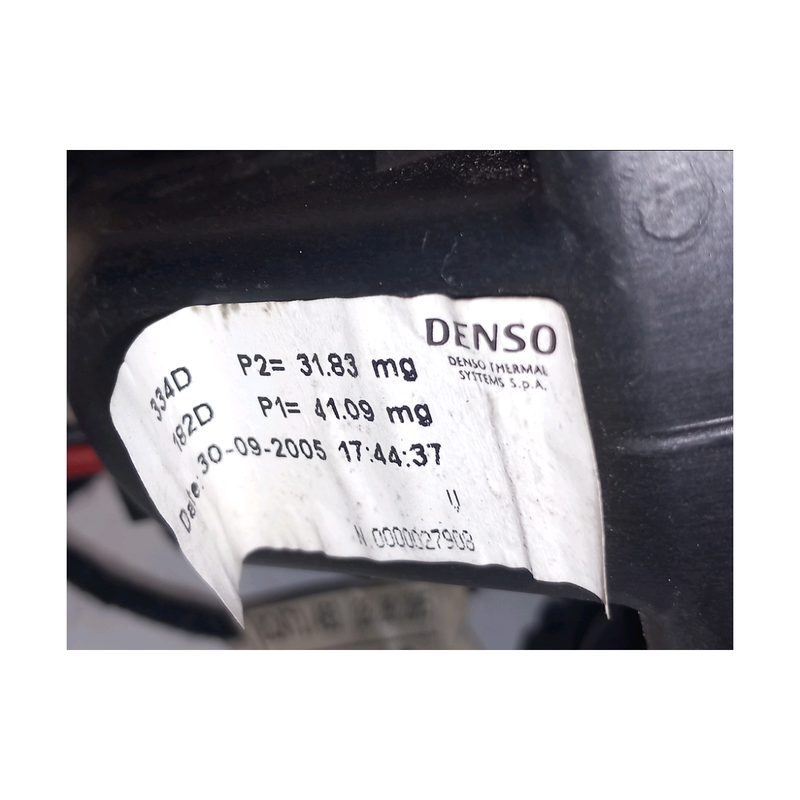 DENSO
DENSO THERMAL
SYSTEMS S.p.A.
334D P2= 31.83 mg
182D P1= 41.09 mg
Date: 30-09-2005 17:44:37
N 0000027903